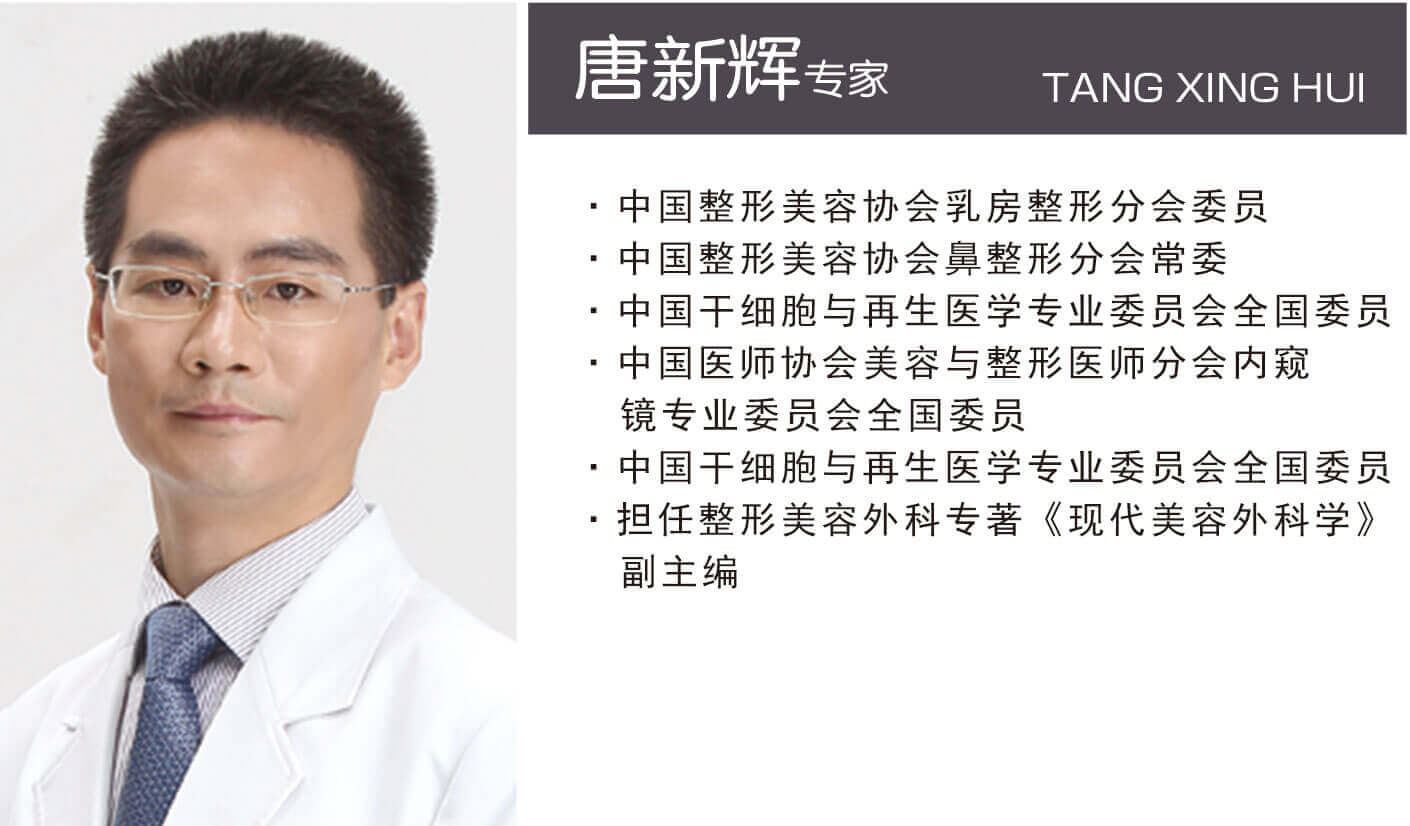 唐新辉专家 TANG XING HUI
· 中国整形美容协会乳房整形分会委员
· 中国整形美容协会鼻整形分会常委
· 中国干细胞与再生医学专业委员会全国委员
· 中国医师协会美容与整形医师分会内窥
镜专业委员会全国委员
· 中国干细胞与再生医学专业委员会全国委员
· 担任整形美容外科专著《现代美容外科学》
副主编